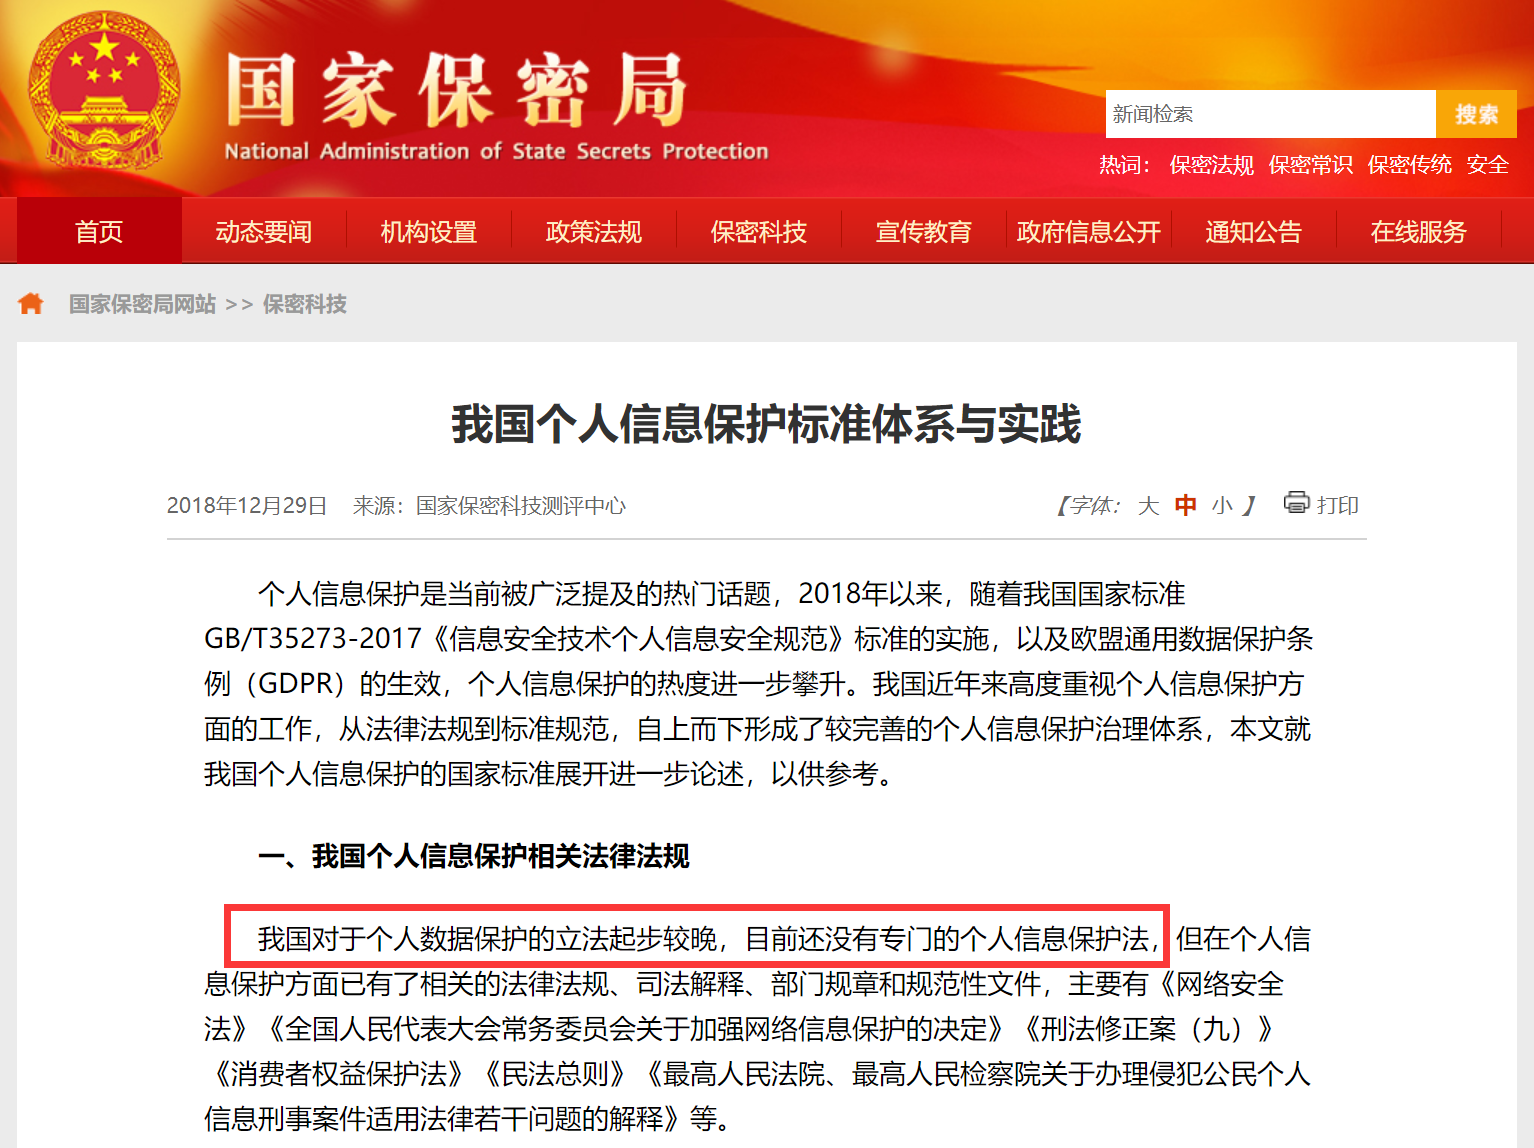 国家保密局
National Administration of State Secrets Protection
新闻检索 搜索
热词： 保密法规 保密常识 保密传统 安全
首页 动态要闻 机构设置 政策法规 保密科技 宣传教育 政府信息公开 通知公告 在线服务
国家保密局网站 >> 保密科技
我国个人信息保护标准体系与实践
2018年12月29日 来源：国家保密科技测评中心 【字体： 大 中 小 】 打印
个人信息保护是当前被广泛提及的热门话题，2018年以来，随着我国国家标准
GB/T35273-2017《信息安全技术个人信息安全规范》标准的实施，以及欧盟通用数据保护条
例（GDPR）的生效，个人信息保护的热度进一步攀升。我国近年来高度重视个人信息保护方
面的工作，从法律法规到标准规范，自上而下形成了较完善的个人信息保护治理体系，本文就
我国个人信息保护的国家标准展开进一步论述，以供参考。
一、我国个人信息保护相关法律法规
我国对于个人数据保护的立法起步较晚，目前还没有专门的个人信息保护法，但在个人信
息保护方面已有了相关的法律法规、司法解释、部门规章和规范性文件，主要有《网络安全
法》《全国人民代表大会常务委员会关于加强网络信息保护的决定》《刑法修正案（九）》
《消费者权益保护法》《民法总则》《最高人民法院、最高人民检察院关于办理侵犯公民个人
信息刑事案件适用法律若干问题的解释》等。